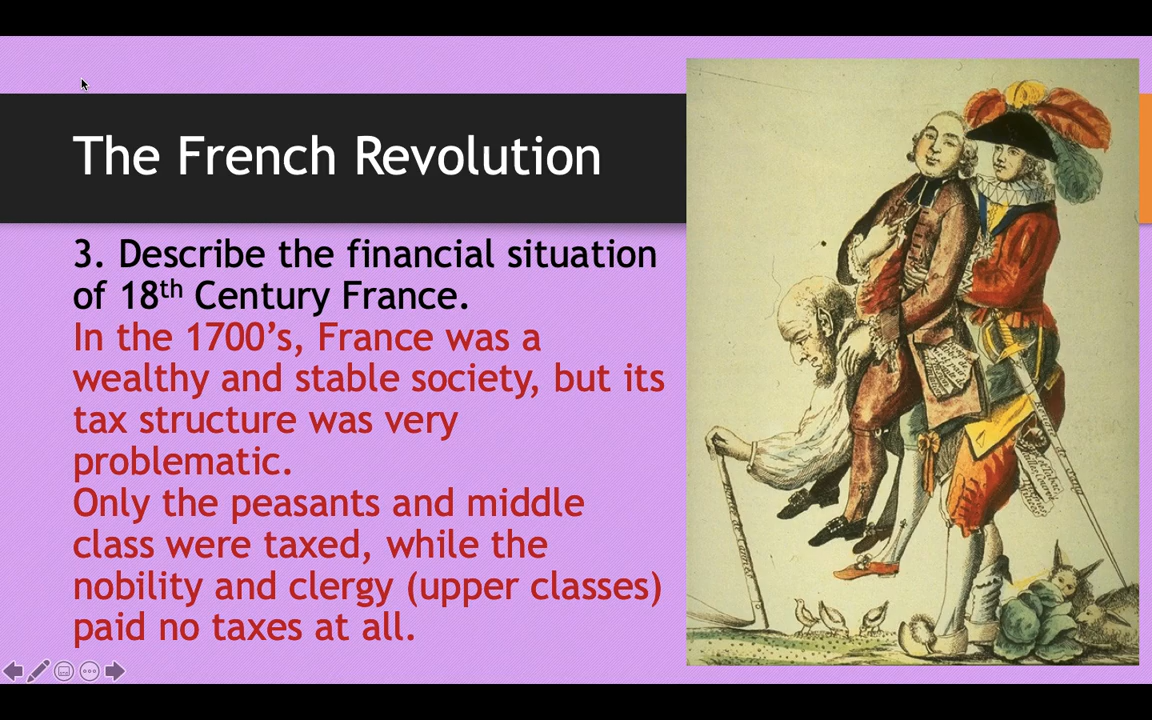 The French Revolution
3. Describe the financial situation
of 18th Century France.
In the 1700’s, France was a
wealthy and stable society, but its
tax structure was very
problematic.
Only the peasants and middle
class were taxed, while the
nobility and clergy (upper classes)
paid no taxes at all.